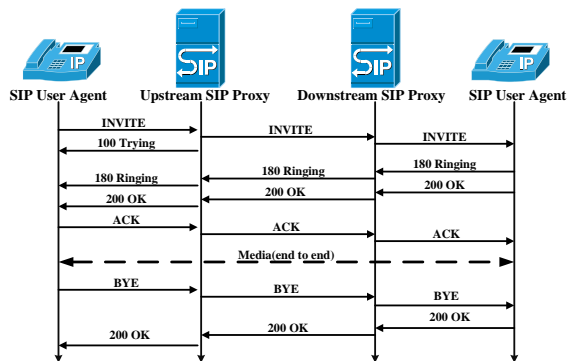 IP
SIP
SIP
IP
SIP User Agent
Upstream SIP Proxy
Downstream SIP Proxy
SIP User Agent
INVITE
INVITE
INVITE
100 Trying
180 Ringing
180 Ringing
180 Ringing
200 OK
200 OK
200 OK
ACK
ACK
ACK
Media(end to end)
BYE
BYE
BYE
200 OK
200 OK
200 OK